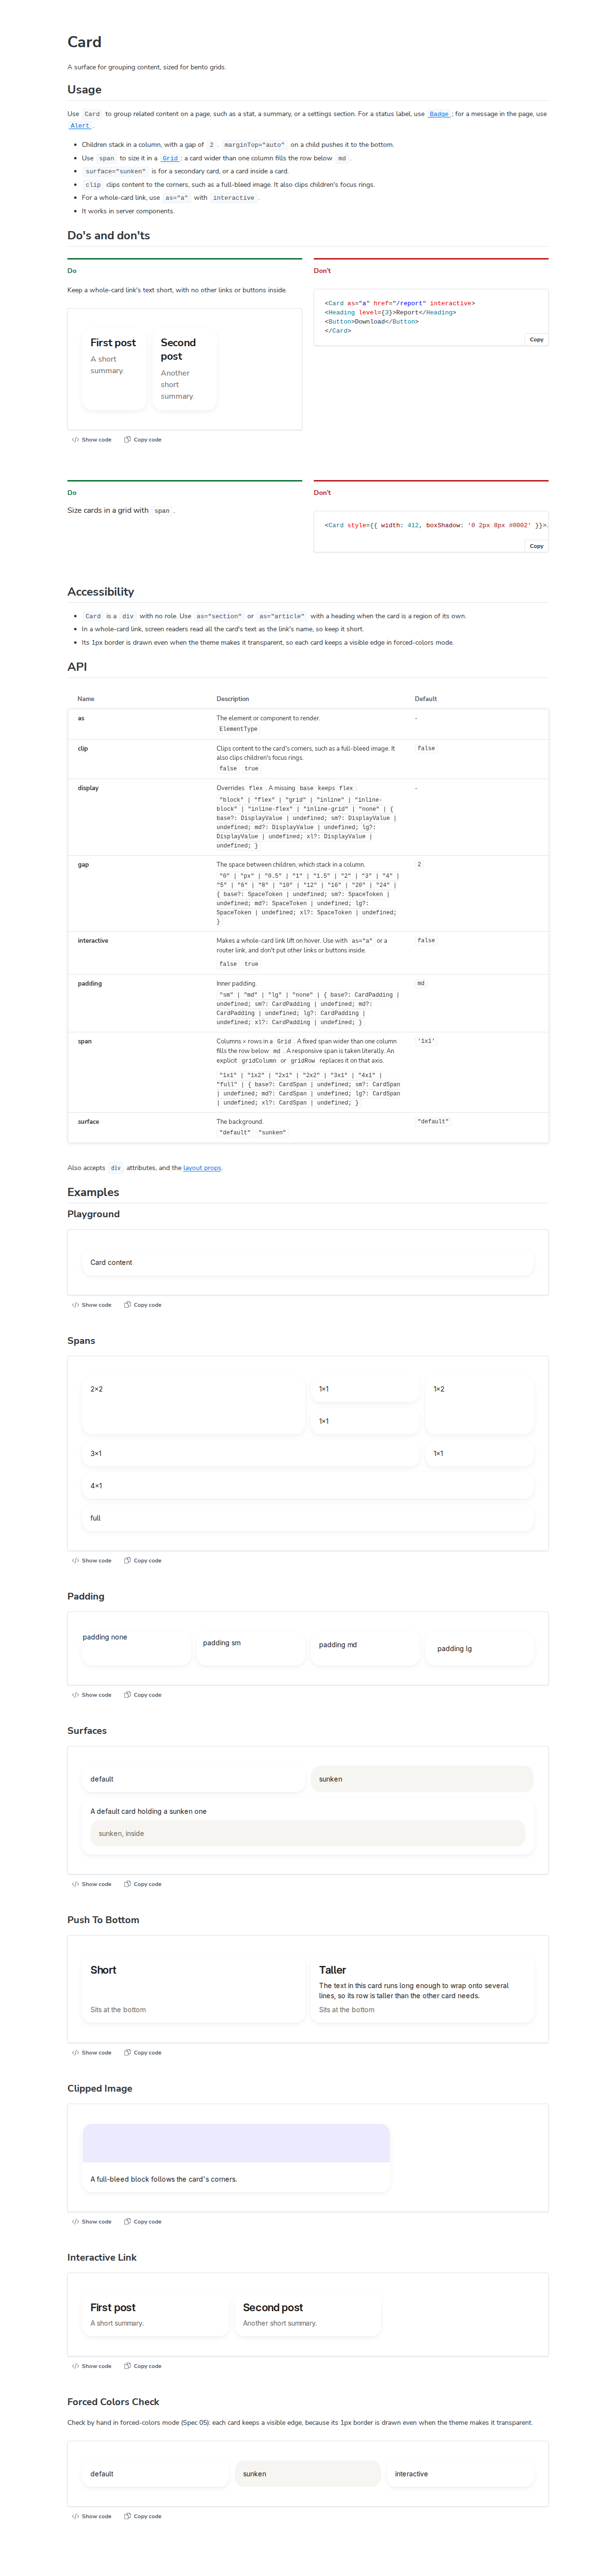 Card
A surface for grouping content, sized for bento grids.
Usage
Use Card to group related content on a page, such as a stat, a summary, or a settings section. For a status label, use Badge; for a message in the page, use
Alert.
Children stack in a column, with a gap of 2. marginTop="auto" on a child pushes it to the bottom.
Use span to size it in a Grid: a card wider than one column fills the row below md.
surface="sunken" is for a secondary card, or a card inside a card.
clip clips content to the corners, such as a full-bleed image. It also clips children's focus rings.
For a whole-card link, use as="a" with interactive.
It works in server components.
Do's and don'ts
Do
Keep a whole-card link's text short, with no other links or buttons inside.
First post
A short
summary.
Second
post
Another
short
summary.
Show code
Copy code
Don't
<Card as="a" href="/report" interactive>
<Heading level={3}>Report</Heading>
<Button>Download</Button>
</Card>
Copy
Do
Size cards in a grid with span.
Don't
<Card style={{ width: 412, boxShadow: '0 2px 8px #0002' }}>.
Copy
Accessibility
Card is a div with no role. Use as="section" or as="article" with a heading when the card is a region of its own.
In a whole-card link, screen readers read all the card's text as the link's name, so keep it short.
Its 1px border is drawn even when the theme makes it transparent, so each card keeps a visible edge in forced-colors mode.
API
Name Description Default
as The element or component to render. -
ElementType
clip Clips content to the card's corners, such as a full-bleed image. It false
also clips children's focus rings.
false true
display Overrides flex. A missing base keeps flex. -
"block" | "flex" | "grid" | "inline" | "inline-
block" | "inline-flex" | "inline-grid" | "none" | {
base?: DisplayValue | undefined; sm?: DisplayValue |
undefined; md?: DisplayValue | undefined; lg?:
DisplayValue | undefined; xl?: DisplayValue |
undefined; }
gap The space between children, which stack in a column. 2
"0" | "px" | "0.5" | "1" | "1.5" | "2" | "3" | "4" |
"5" | "6" | "8" | "10" | "12" | "16" | "20" | "24" |
{ base?: SpaceToken | undefined; sm?: SpaceToken |
undefined; md?: SpaceToken | undefined; lg?:
SpaceToken | undefined; xl?: SpaceToken | undefined;
}
interactive Makes a whole-card link lift on hover. Use with as="a" or a false
router link, and don't put other links or buttons inside.
false true
padding Inner padding. md
"sm" | "md" | "lg" | "none" | { base?: CardPadding |
undefined; sm?: CardPadding | undefined; md?:
CardPadding | undefined; lg?: CardPadding |
undefined; xl?: CardPadding | undefined; }
span Columns × rows in a Grid. A fixed span wider than one column '1x1'
fills the row below md. A responsive span is taken literally. An
explicit gridColumn or gridRow replaces it on that axis.
"1x1" | "1x2" | "2x1" | "2x2" | "3x1" | "4x1" |
"full" | { base?: CardSpan | undefined; sm?: CardSpan
| undefined; md?: CardSpan | undefined; lg?: CardSpan
| undefined; xl?: CardSpan | undefined; }
surface The background. "default"
"default" "sunken"
Also accepts div attributes, and the layout props.
Examples
Playground
Card content
Show code
Copy code
Spans
2×2
1×1
1×2
1×1
3×1
1×1
4×1
full
Show code
Copy code
Padding
padding none
padding sm
padding md
padding lg
Show code
Copy code
Surfaces
default
sunken
A default card holding a sunken one
sunken, inside
Show code
Copy code
Push To Bottom
Short
Sits at the bottom
Taller
The text in this card runs long enough to wrap onto several
lines, so its row is taller than the other card needs.
Sits at the bottom
Show code
Copy code
Clipped Image
A full-bleed block follows the card's corners.
Show code
Copy code
Interactive Link
First post
A short summary.
Second post
Another short summary.
Show code
Copy code
Forced Colors Check
Check by hand in forced-colors mode (Spec 05): each card keeps a visible edge, because its 1px border is drawn even when the theme makes it transparent.
default
sunken
interactive
Show code
Copy code